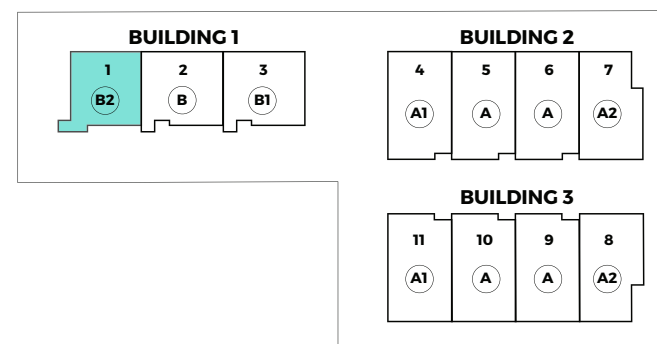 BUILDING 1
1 2 3
B2 B B1
BUILDING 2
4 5 6 7
A1 A A A2
BUILDING 3
11 10 9 8
A1 A A A2